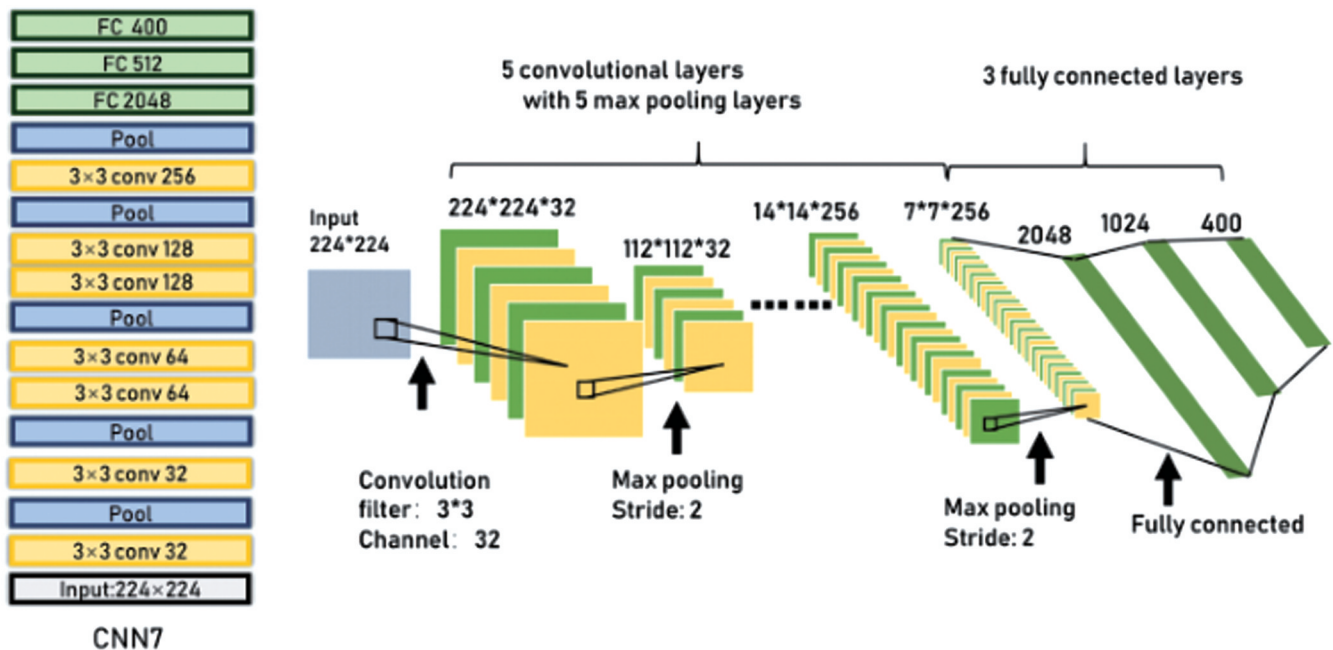 FC 400
FC 512
FC 2048
Pool
3×3 conv 256
Pool
3×3 conv 128
3×3 conv 128
Pool
3×3 conv 64
3×3 conv 64
Pool
3×3 conv 32
Pool
3×3 conv 32
Input:224×224
CNN7
5 convolutional layers
with 5 max pooling layers
3 fully connected layers
Input
224*224
224*224*32
112*112*32
14*14*256
7*7*256
2048
1024
400
Convolution
filter: 3*3
Channel: 32
Max pooling
Stride: 2
Max pooling
Stride: 2
Fully connected